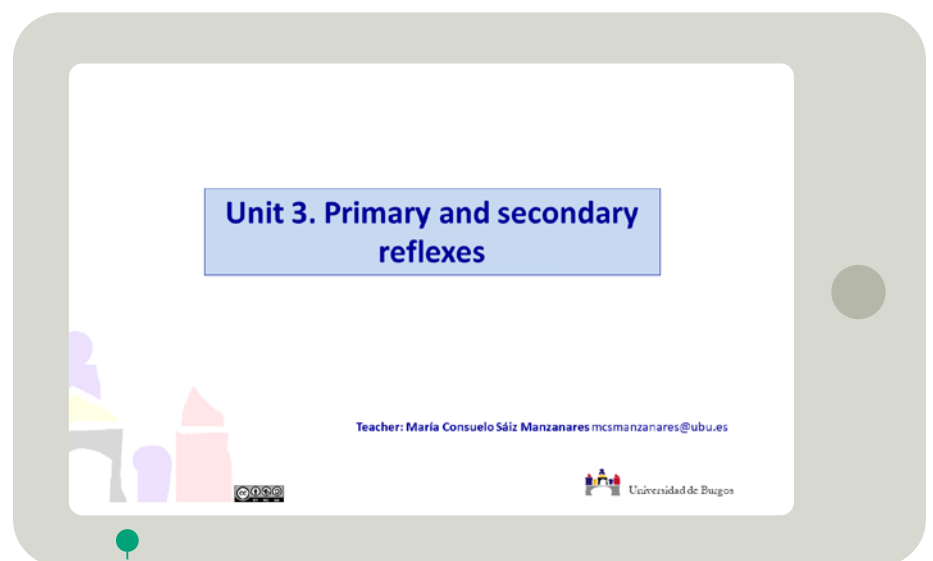 Unit 3. Primary and secondary
reflexes
Teacher: María Consuelo Sáiz Manzanares mcsmanzanares@ubu.es
Universidad de Burgos